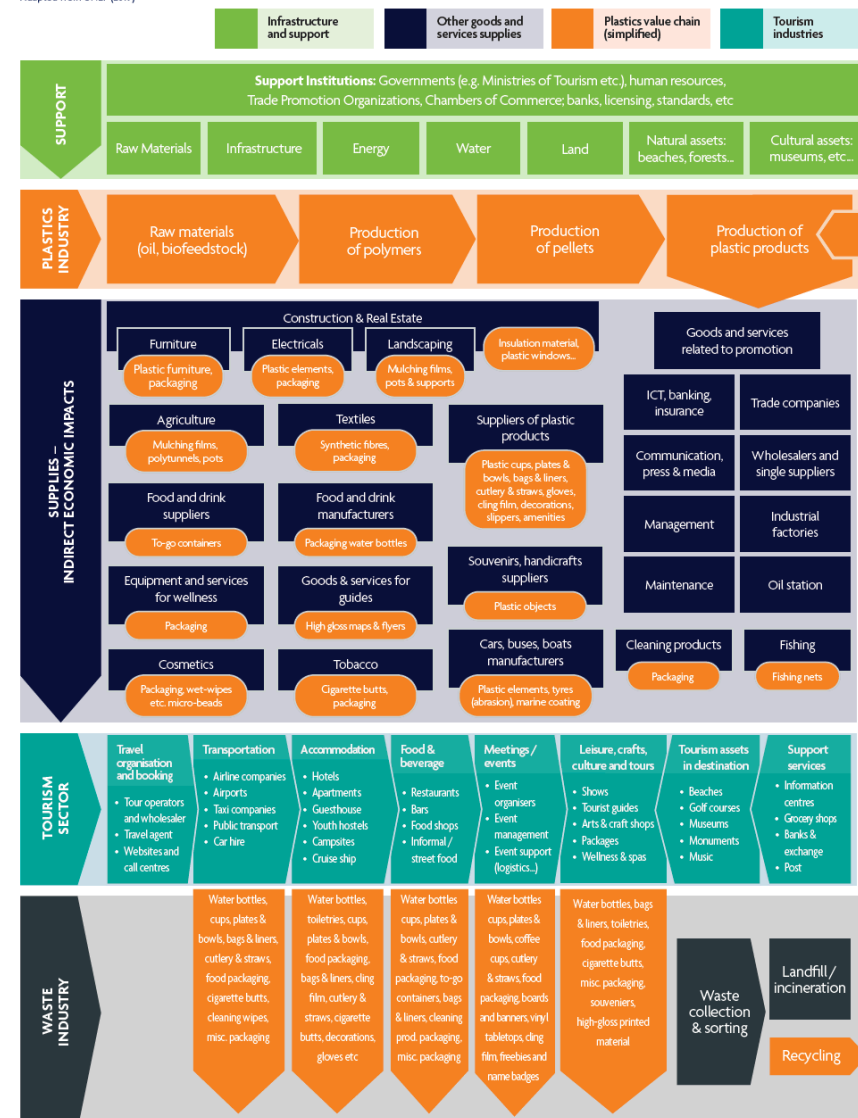 Infrastructure
and support
Other goods and
services supplies
Plastics value chain
(simplified)
Tourism
industries
SUPPORT
Support Institutions: Governments (e.g. Ministries of Tourism etc.), human resources,
Trade Promotion Organizations, Chambers of Commerce; banks, licensing, standards, etc
Raw Materials
Infrastructure
Energy
Water
Land
Natural assets:
beaches, forests...
Cultural assets:
museums, etc...
PLASTICS
INDUSTRY
Raw materials
(oil, biofeedstock)
Production
of polymers
Production
of pellets
Production of
plastic products
SUPPLIES –
INDIRECT ECONOMIC IMPACTS
Construction & Real Estate
Furniture
Plastic furniture,
packaging
Electricals
Plastic elements,
packaging
Landscaping
Mulching films,
pots & supports
Insulation material,
plastic windows...
Goods and services
related to promotion
Agriculture
Mulching films,
polytunnels, pots
Textiles
Synthetic fibres,
packaging
Suppliers of plastic
products
Plastic cups, plates &
bowls, bags & liners,
cutlery & straws, gloves,
cling film, decorations,
slippers, amenities
ICT, banking,
insurance
Trade companies
Communication,
press & media
Wholesalers and
single suppliers
Food and drink
suppliers
To-go containers
Food and drink
manufacturers
Packaging water bottles
Management
Industrial
factories
Equipment and services
for wellness
Packaging
Goods & services for
guides
High gloss maps & flyers
Souvenirs, handicrafts
suppliers
Plastic objects
Maintenance
Oil station
Cosmetics
Packaging, wet-wipes
etc. micro-beads
Tobacco
Cigarette butts,
packaging
Cars, buses, boats
manufacturers
Plastic elements, tyres
(abrasion), marine coating
Cleaning products
Packaging
Fishing
Fishing nets
TOURISM
SECTOR
Travel
organisation
and booking
• Tour operators
and wholesaler
• Travel agent
• Websites and
call centres
Transportation
• Airline companies
• Airports
• Taxi companies
• Public transport
• Car hire
Accommodation
• Hotels
• Apartments
• Guesthouse
• Youth hostels
• Campsites
• Cruise ship
Food &
beverage
• Restaurants
• Bars
• Food shops
• Informal /
street food
Meetings /
events
• Event
organisers
• Event
management
• Event support
(logistics...)
Leisure, crafts,
culture and tours
• Shows
• Tourist guides
• Arts & craft shops
• Packages
• Wellness & spas
Tourism assets
in destination
• Beaches
• Golf courses
• Museums
• Monuments
• Music
Support
services
• Information
centres
• Grocery shops
• Banks &
exchange
• Post
WASTE
INDUSTRY
Water bottles,
cups, plates &
bowls, bags & liners,
cutlery & straws,
food packaging,
cigarette butts,
cleaning wipes,
misc. packaging
Water bottles,
toiletries, cups,
plates & bowls,
food packaging,
bags & liners, cling
film, cutlery &
straws, cigarette
butts, decorations,
gloves etc
Water bottles
cups, plates &
bowls, cutlery
& straws, food
packaging, to-go
containers, bags
& liners, cleaning
prod. packaging,
misc. packaging
Water bottles
cups, plates &
bowls, coffee
cups, cutlery
& straws, food
packaging, boards
and banners, vinyl
tabletops, cling
film, freebies and
name badges
Water bottles, bags
& liners, toiletries,
food packaging,
cigarette butts,
misc. packaging,
souveniers,
high-gloss printed
material
Waste
collection
& sorting
Landfill /
incineration
Recycling